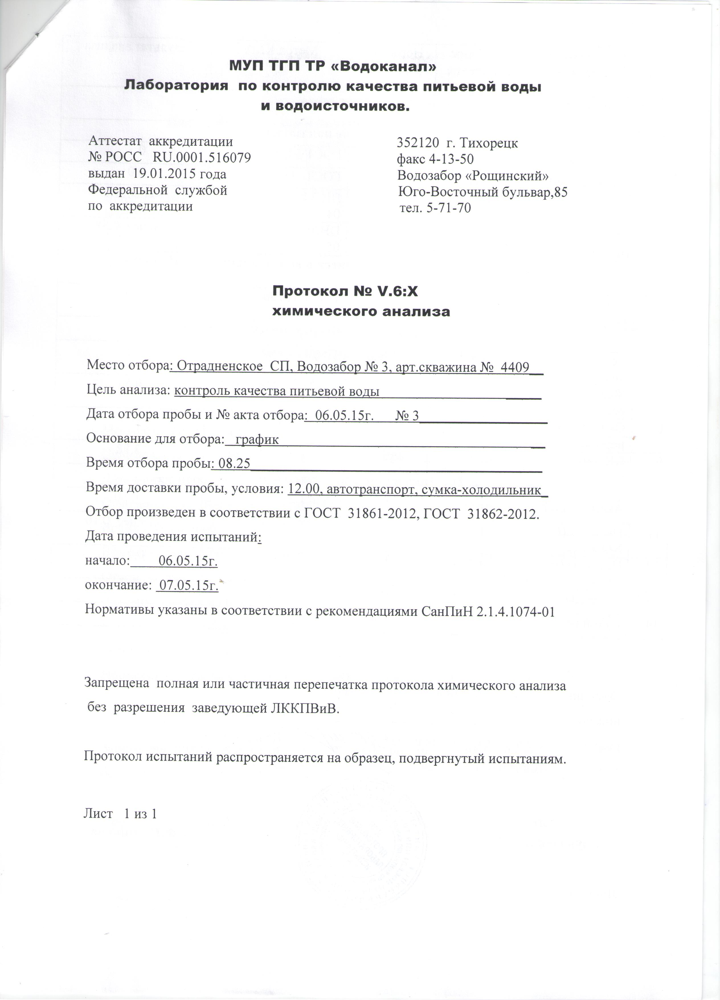 МУП ТГП ТР «Водоканал»
Лаборатория по контролю качества питьевой воды
и водоисточников.
Аттестат аккредитации
№ РОСС RU.0001.516079
выдан 19.01.2015 года
Федеральной службой
по аккредитации
352120 г. Тихорецк
факс 4-13-50
Водозабор «Рощинский»
Юго-Восточный бульвар,85
тел. 5-71-70
Протокол № V.6:X
химического анализа
Место отбора: Отрадненское СП, Водозабор № 3, арт.скважина № 4409
Цель анализа: контроль качества питьевой воды
Дата отбора пробы и № акта отбора: 06.05.15г. № 3
Основание для отбора: график
Время отбора пробы: 08.25
Время доставки пробы, условия: 12.00, автотранспорт, сумка-холодильник
Отбор произведен в соответствии с ГОСТ 31861-2012, ГОСТ 31862-2012.
Дата проведения испытаний:
начало: 06.05.15г.
окончание: 07.05.15г.
Нормативы указаны в соответствии с рекомендациями СанПиН 2.1.4.1074-01
Запрещена полная или частичная перепечатка протокола химического анализа
без разрешения заведующей ЛККПВиВ.
Протокол испытаний распространяется на образец, подвергнутый испытаниям.
Лист 1 из 1